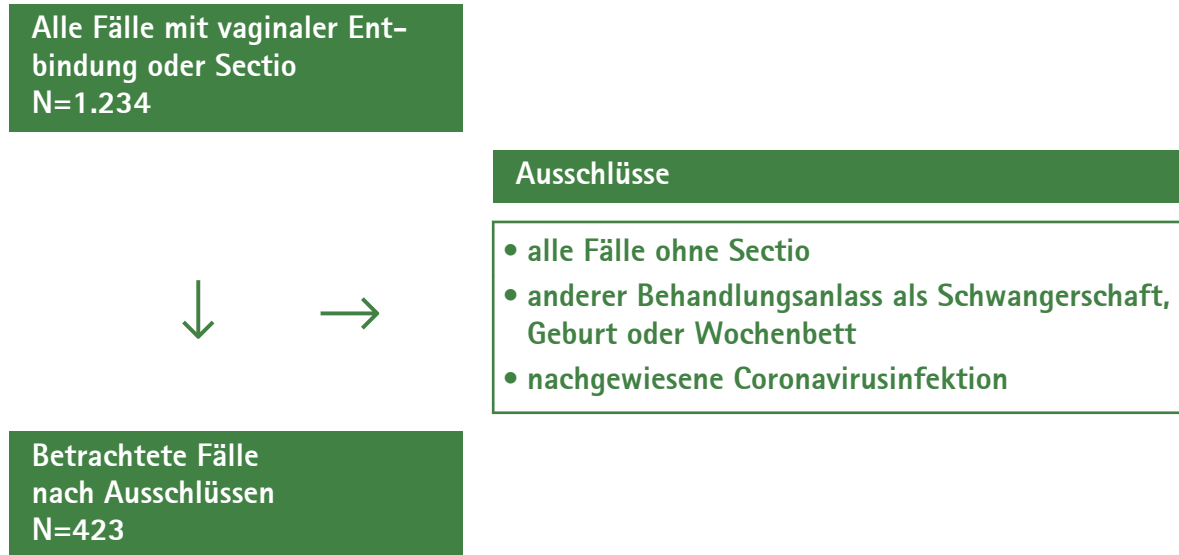 Alle Fälle mit vaginaler Ent-
bindung oder Sectio
N=1.234
Ausschlüsse
• alle Fälle ohne Sectio
• anderer Behandlungsanlass als Schwangerschaft,
Geburt oder Wochenbett
• nachgewiesene Coronavirusinfektion
Betrachtete Fälle
nach Ausschlüssen
N=423